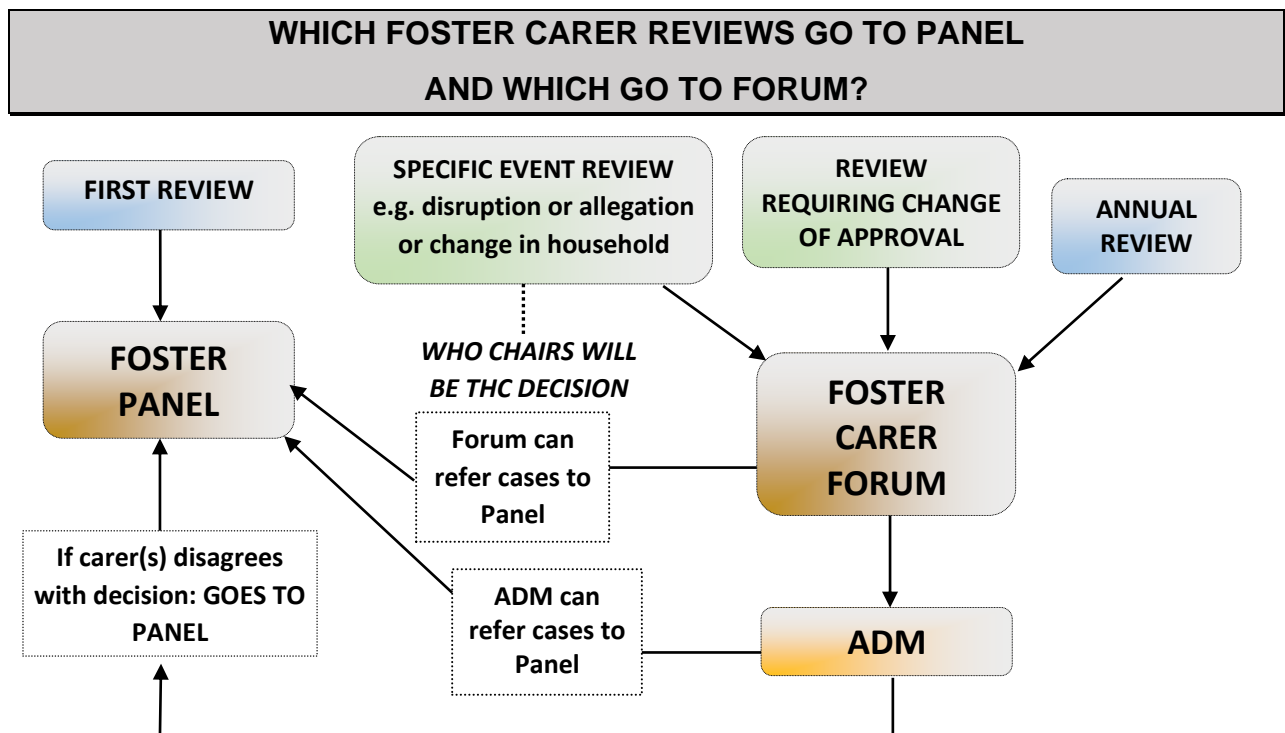 WHICH FOSTER CARER REVIEWS GO TO PANEL
AND WHICH GO TO FORUM?
FIRST REVIEW
SPECIFIC EVENT REVIEW
e.g. disruption or allegation
or change in household
REVIEW
REQUIRING CHANGE
OF APPROVAL
ANNUAL
REVIEW
FOSTER
PANEL
WHO CHAIRS WILL
BE THC DECISION
FOSTER
CARER
FORUM
Forum can
refer cases to
Panel
If carer(s) disagrees
with decision: GOES TO
PANEL
ADM can
refer cases to
Panel
ADM